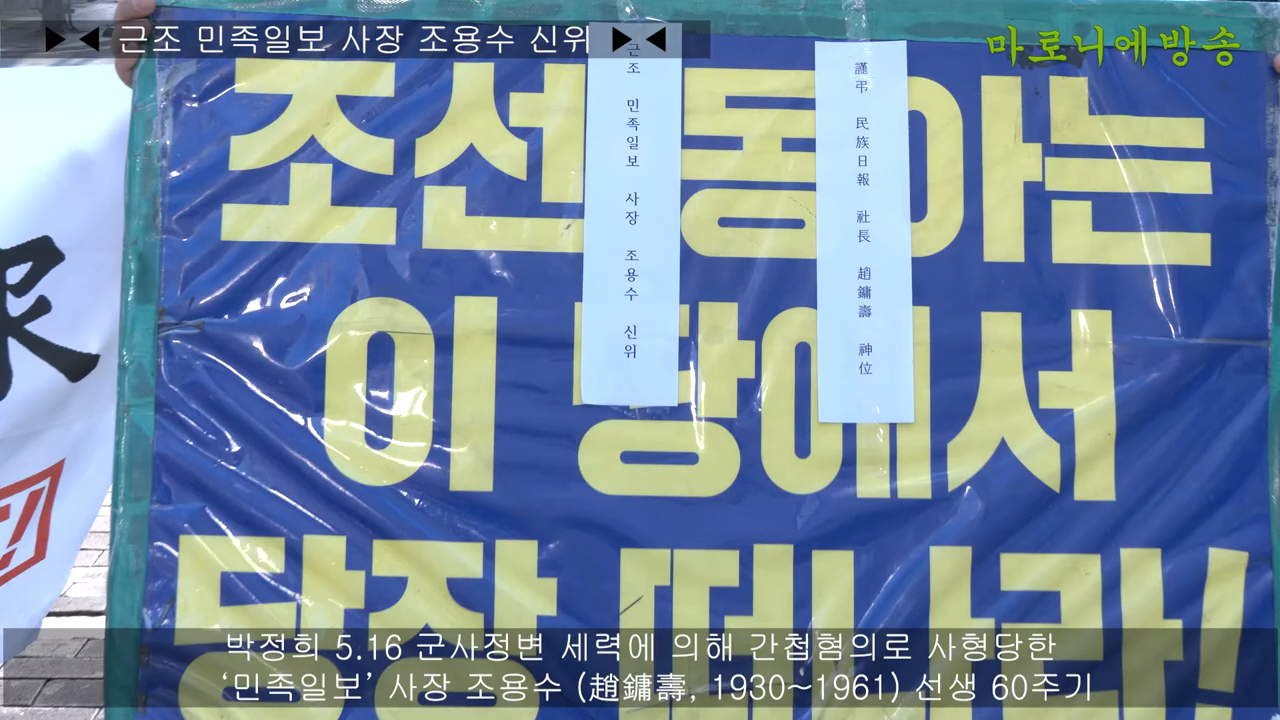 ▶◀ 근조 민족일보 사장 조용수 신위 ▶◀
마로니에방송
조선동아는
이 땅에서
당장 떠나라!
근조 민족일보 사장 조용수 신위
謹弔 民族日報 社長 趙鏞壽 神位
박정희 5.16 군사정변 세력에 의해 간첩혐의로 사형당한
‘민족일보’ 사장 조용수 (趙鏞壽, 1930~1961) 선생 60주기